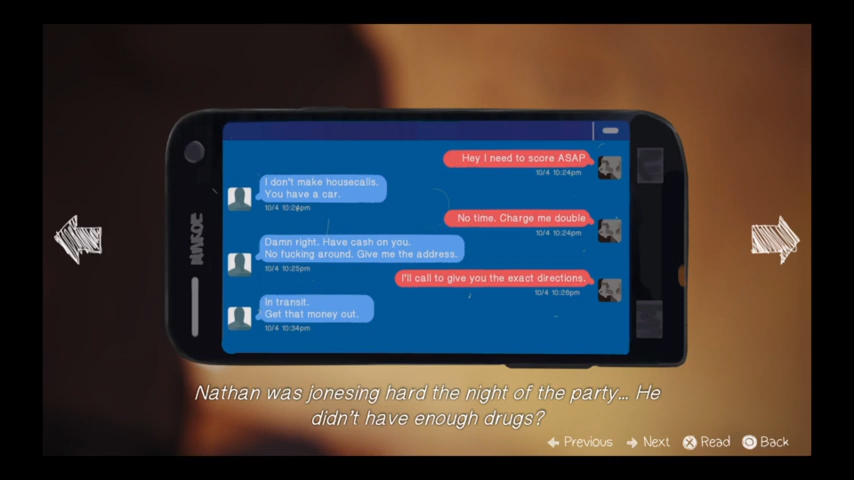 Hey I need to score ASAP
10/4 10:24pm
I don't make housecalls.
You have a car.
10/4 10:24pm
No time. Charge me double
10/4 10:24pm
Damn right. Have cash on you.
No fucking around. Give me the address.
10/4 10:25pm
I'll call to give you the exact directions.
10/4 10:26pm
In transit.
Get that money out.
10/4 10:34pm
Nathan was jonesing hard the night of the party... He
didn't have enough drugs?
Previous Next Read Back